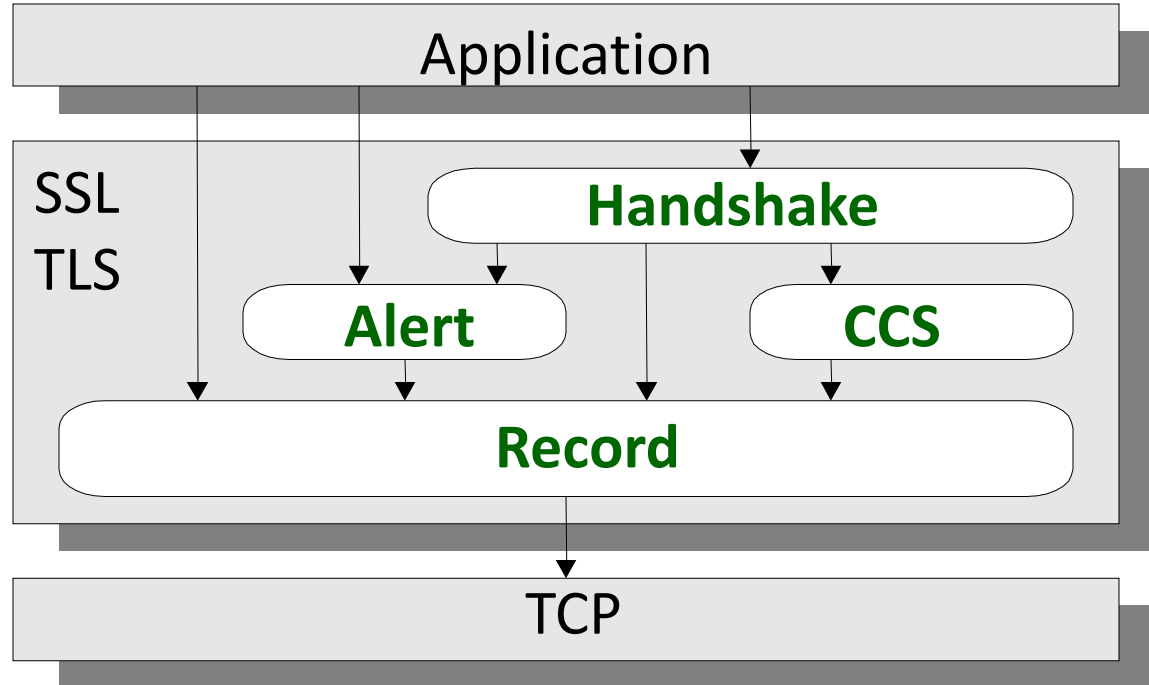 Application
SSL
TLS
Handshake
Alert
CCS
Record
TCP